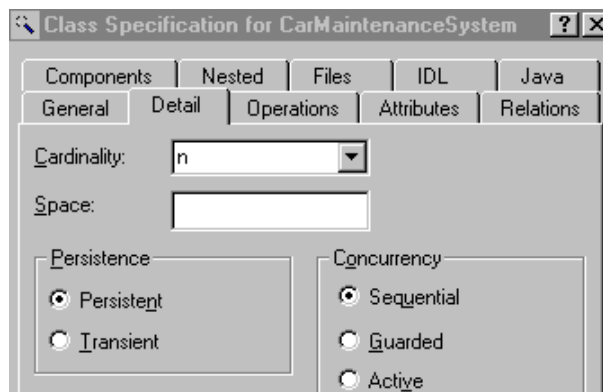 Class Specification for CarMaintenanceSystem
Components Nested Files IDL Java
General Detail Operations Attributes Relations
Cardinality: n
Space:
Persistence
Persistent
Transient
Concurrency
Sequential
Guarded
Active